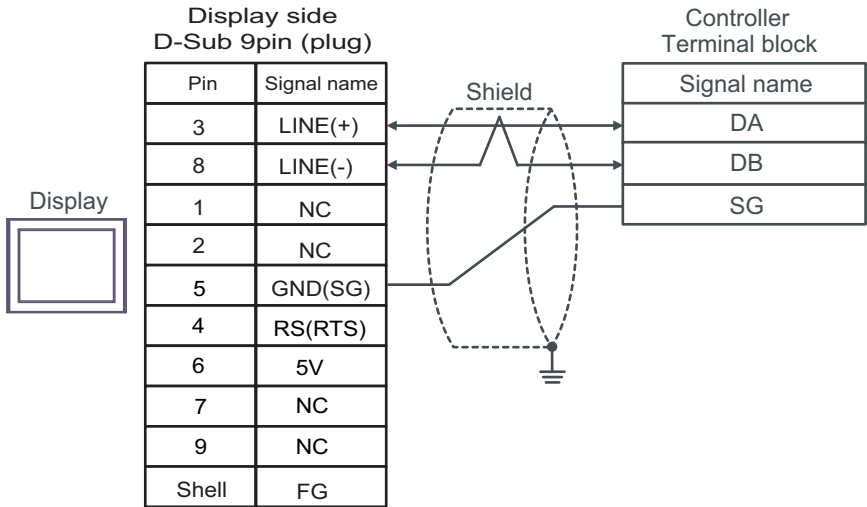 Display side
D-Sub 9pin (plug)
Controller
Terminal block
Pin Signal name
Shield
Signal name
3 LINE(+)
DA
8 LINE(-)
DB
Display
1 NC
SG
2 NC
5 GND(SG)
4 RS(RTS)
6 5V
7 NC
9 NC
Shell FG